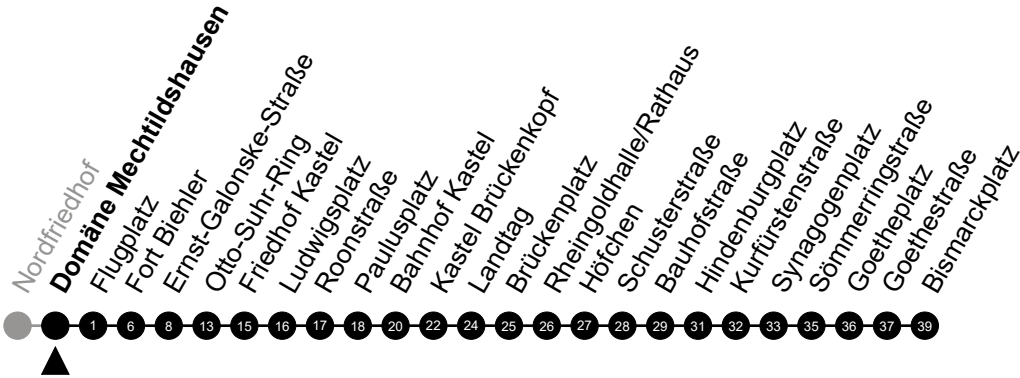 Nordfriedhof
Domäne Mechtildshausen
Flugplatz
Fort Biehler
Ernst-Galonske-Straße
Otto-Suhr-Ring
Friedhof Kastel
Ludwigsplatz
Roonstraße
Paulusplatz
Bahnhof Kastel
Kastel Brückenkopf
Landtag
Brückenplatz
Rheingoldhalle/Rathaus
Höfchen
Schusterstraße
Bauhofstraße
Hindenburgplatz
Kurfürstenstraße
Synagogenplatz
Sömmerringstraße
Goetheplatz
Goethestraße
Bismarckplatz
1 6 8 13 15 16 17 18 20 22 24 25 26 27 28 29 31 32 33 35 36 37 39